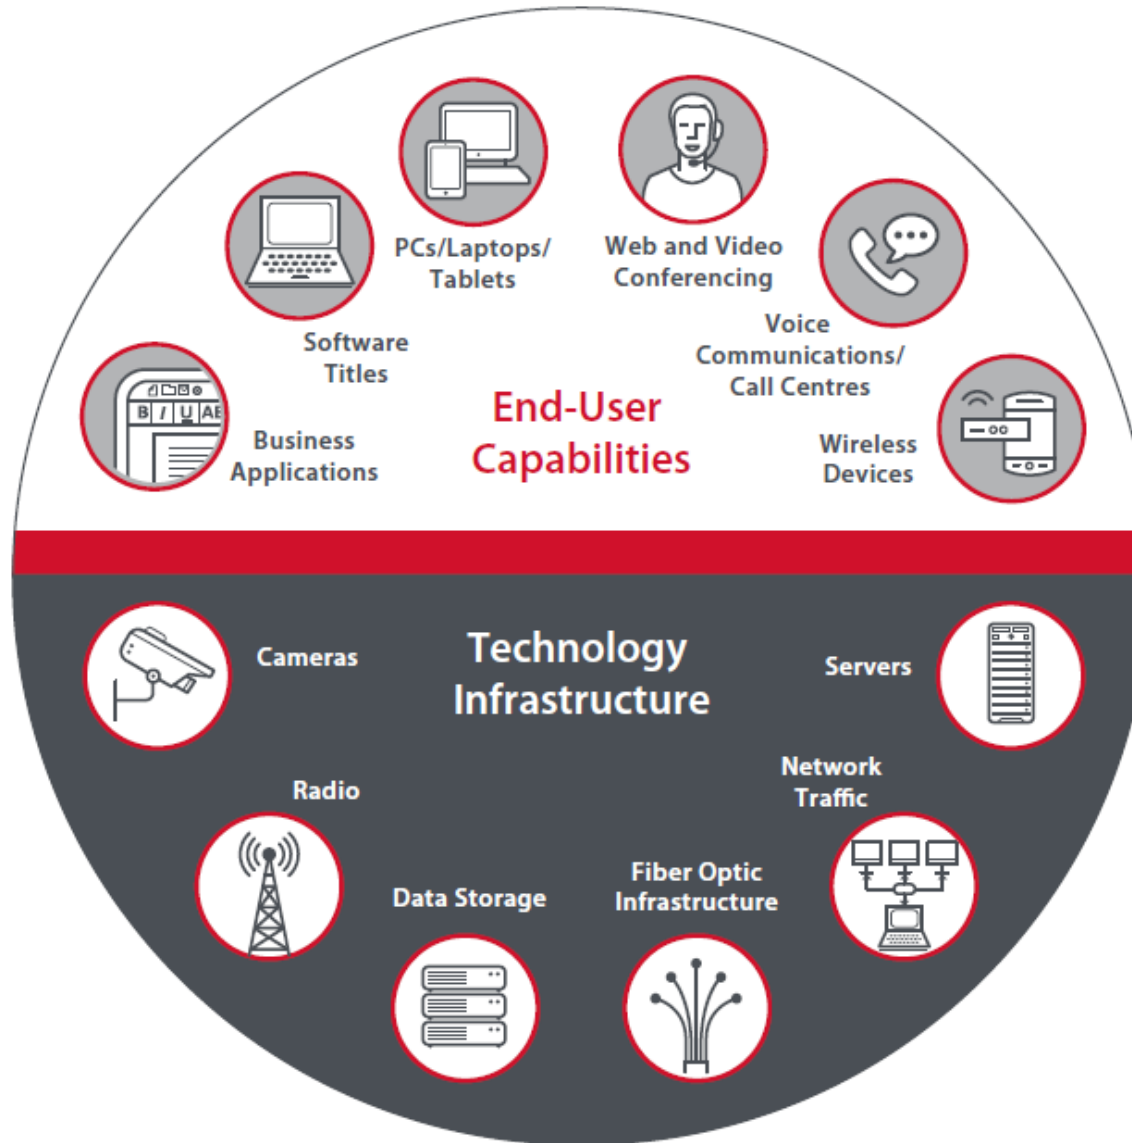 PCs/Laptops/
Tablets
Web and Video
Conferencing
Software
Titles
Voice
Communications/
Call Centres
B I U AB
Business
Applications
End-User
Capabilities
Wireless
Devices
Cameras
Technology
Infrastructure
Servers
Radio
Network
Traffic
Data Storage
Fiber Optic
Infrastructure